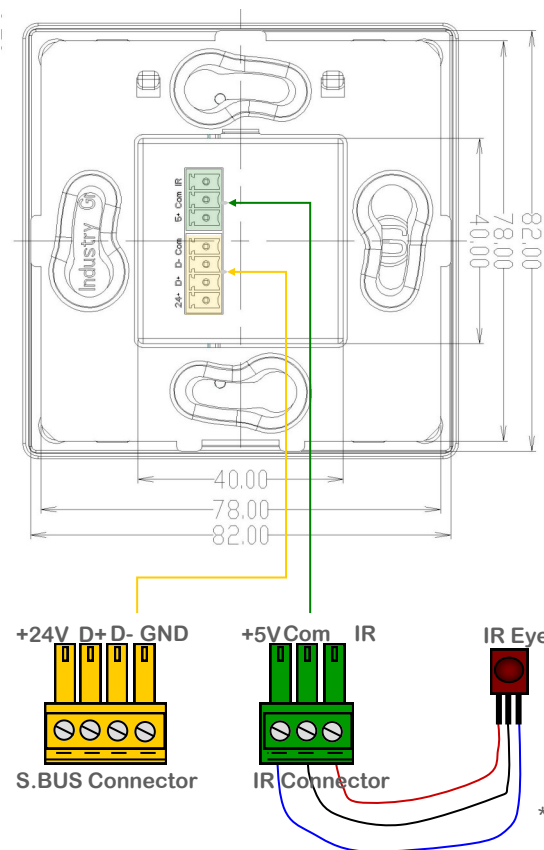 5+ Com IR
24+ D+ D- Com
Industry Gr
40.00
78.00
82.00
40.00
78.00
82.00
+24V D+ D- GND
+5V Com IR
IR Eye
S.BUS Connector
IR Connector
*